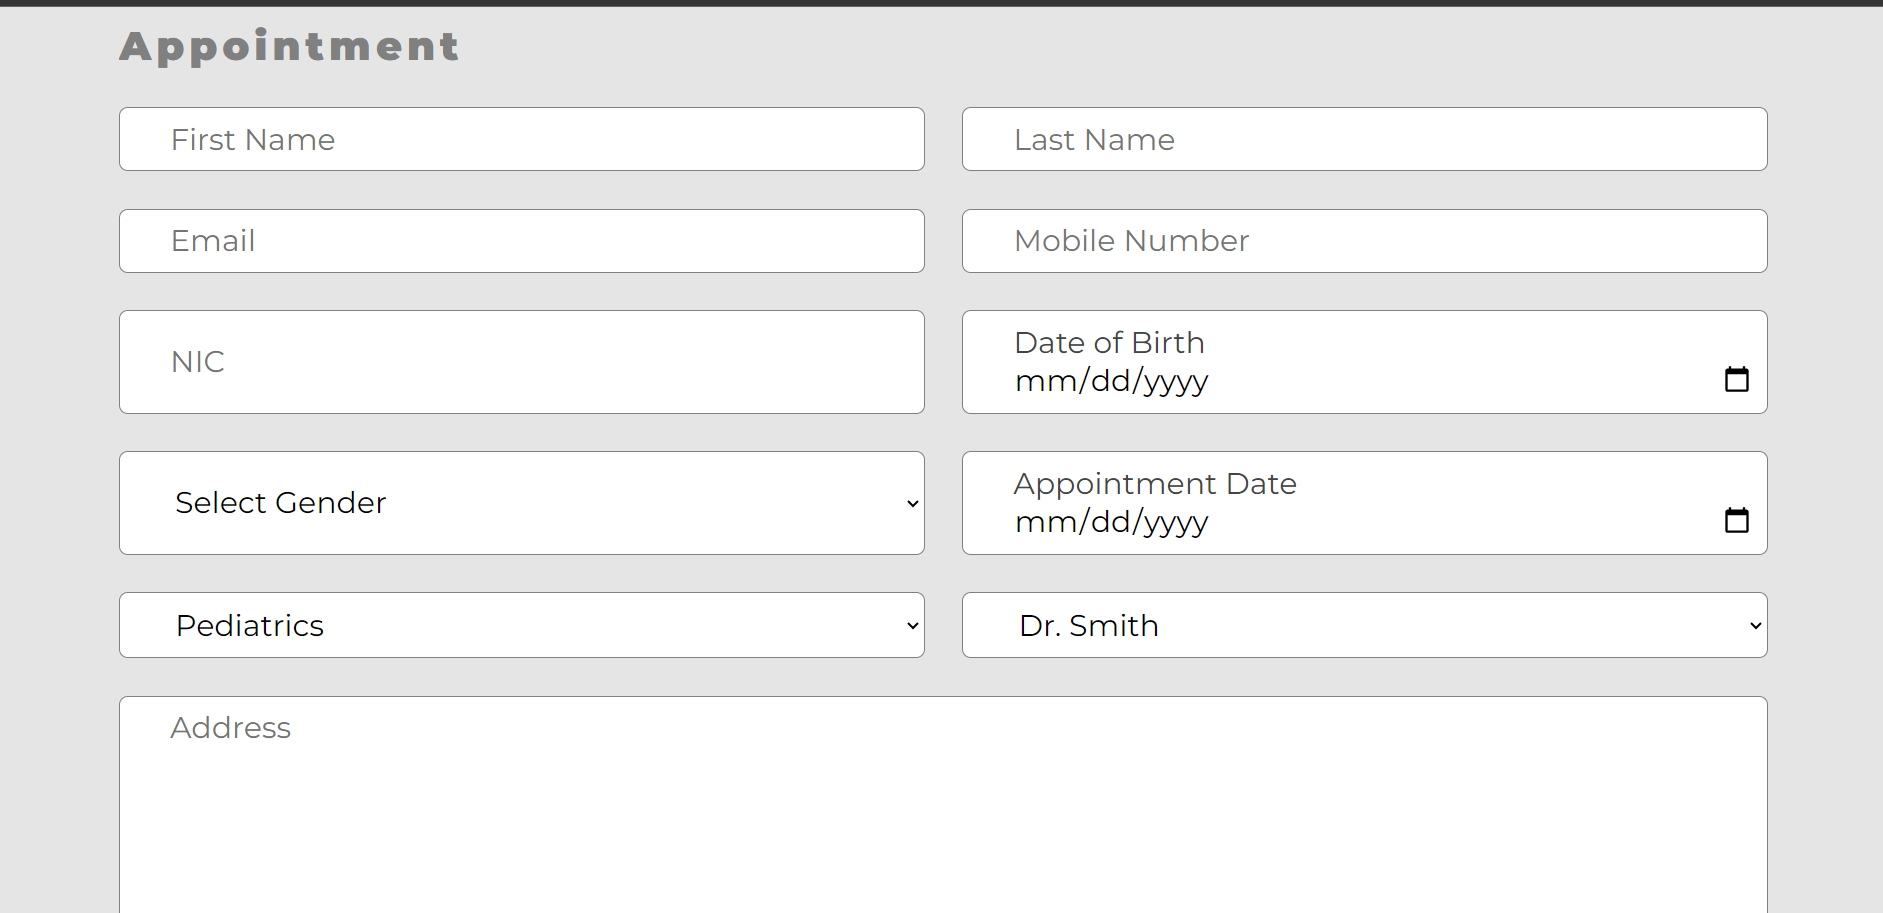 Appointment
First Name
Last Name
Email
Mobile Number
NIC
Date of Birth
mm/dd/yyyy
Select Gender
Appointment Date
mm/dd/yyyy
Pediatrics
Dr. Smith
Address